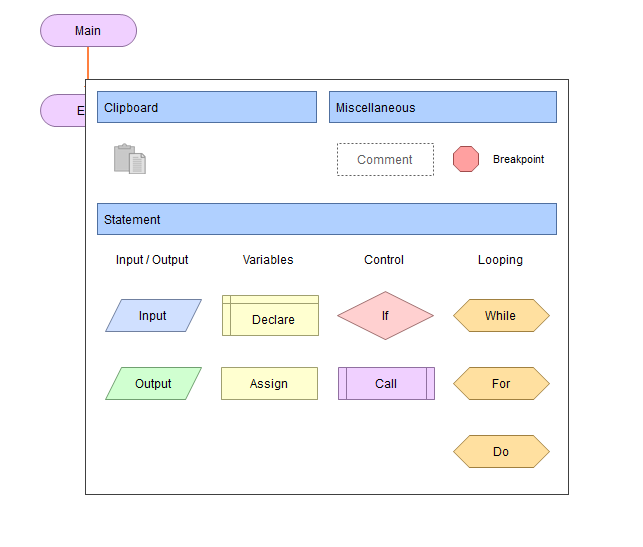 Main
E
Clipboard
Miscellaneous
Comment
Breakpoint
Statement
Input / Output
Variables
Control
Looping
Input
Declare
If
While
Output
Assign
Call
For
Do